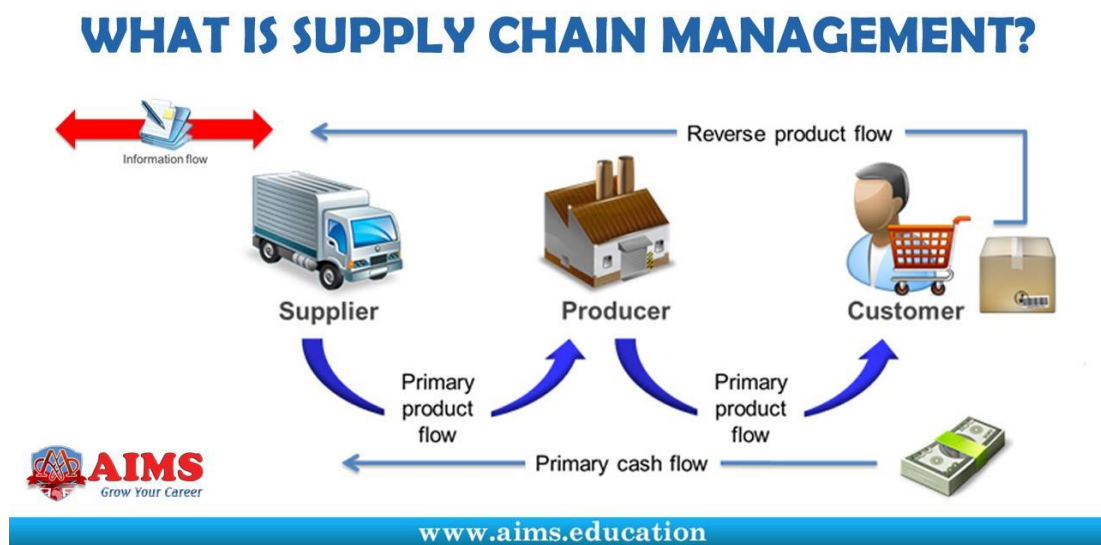 WHAT IS SUPPLY CHAIN MANAGEMENT?
Reverse product flow
Information flow
Supplier
Producer
Customer
Primary
product
flow
Primary
product
flow
Primary cash flow
AIMS
Grow Your Career
www.aims.education